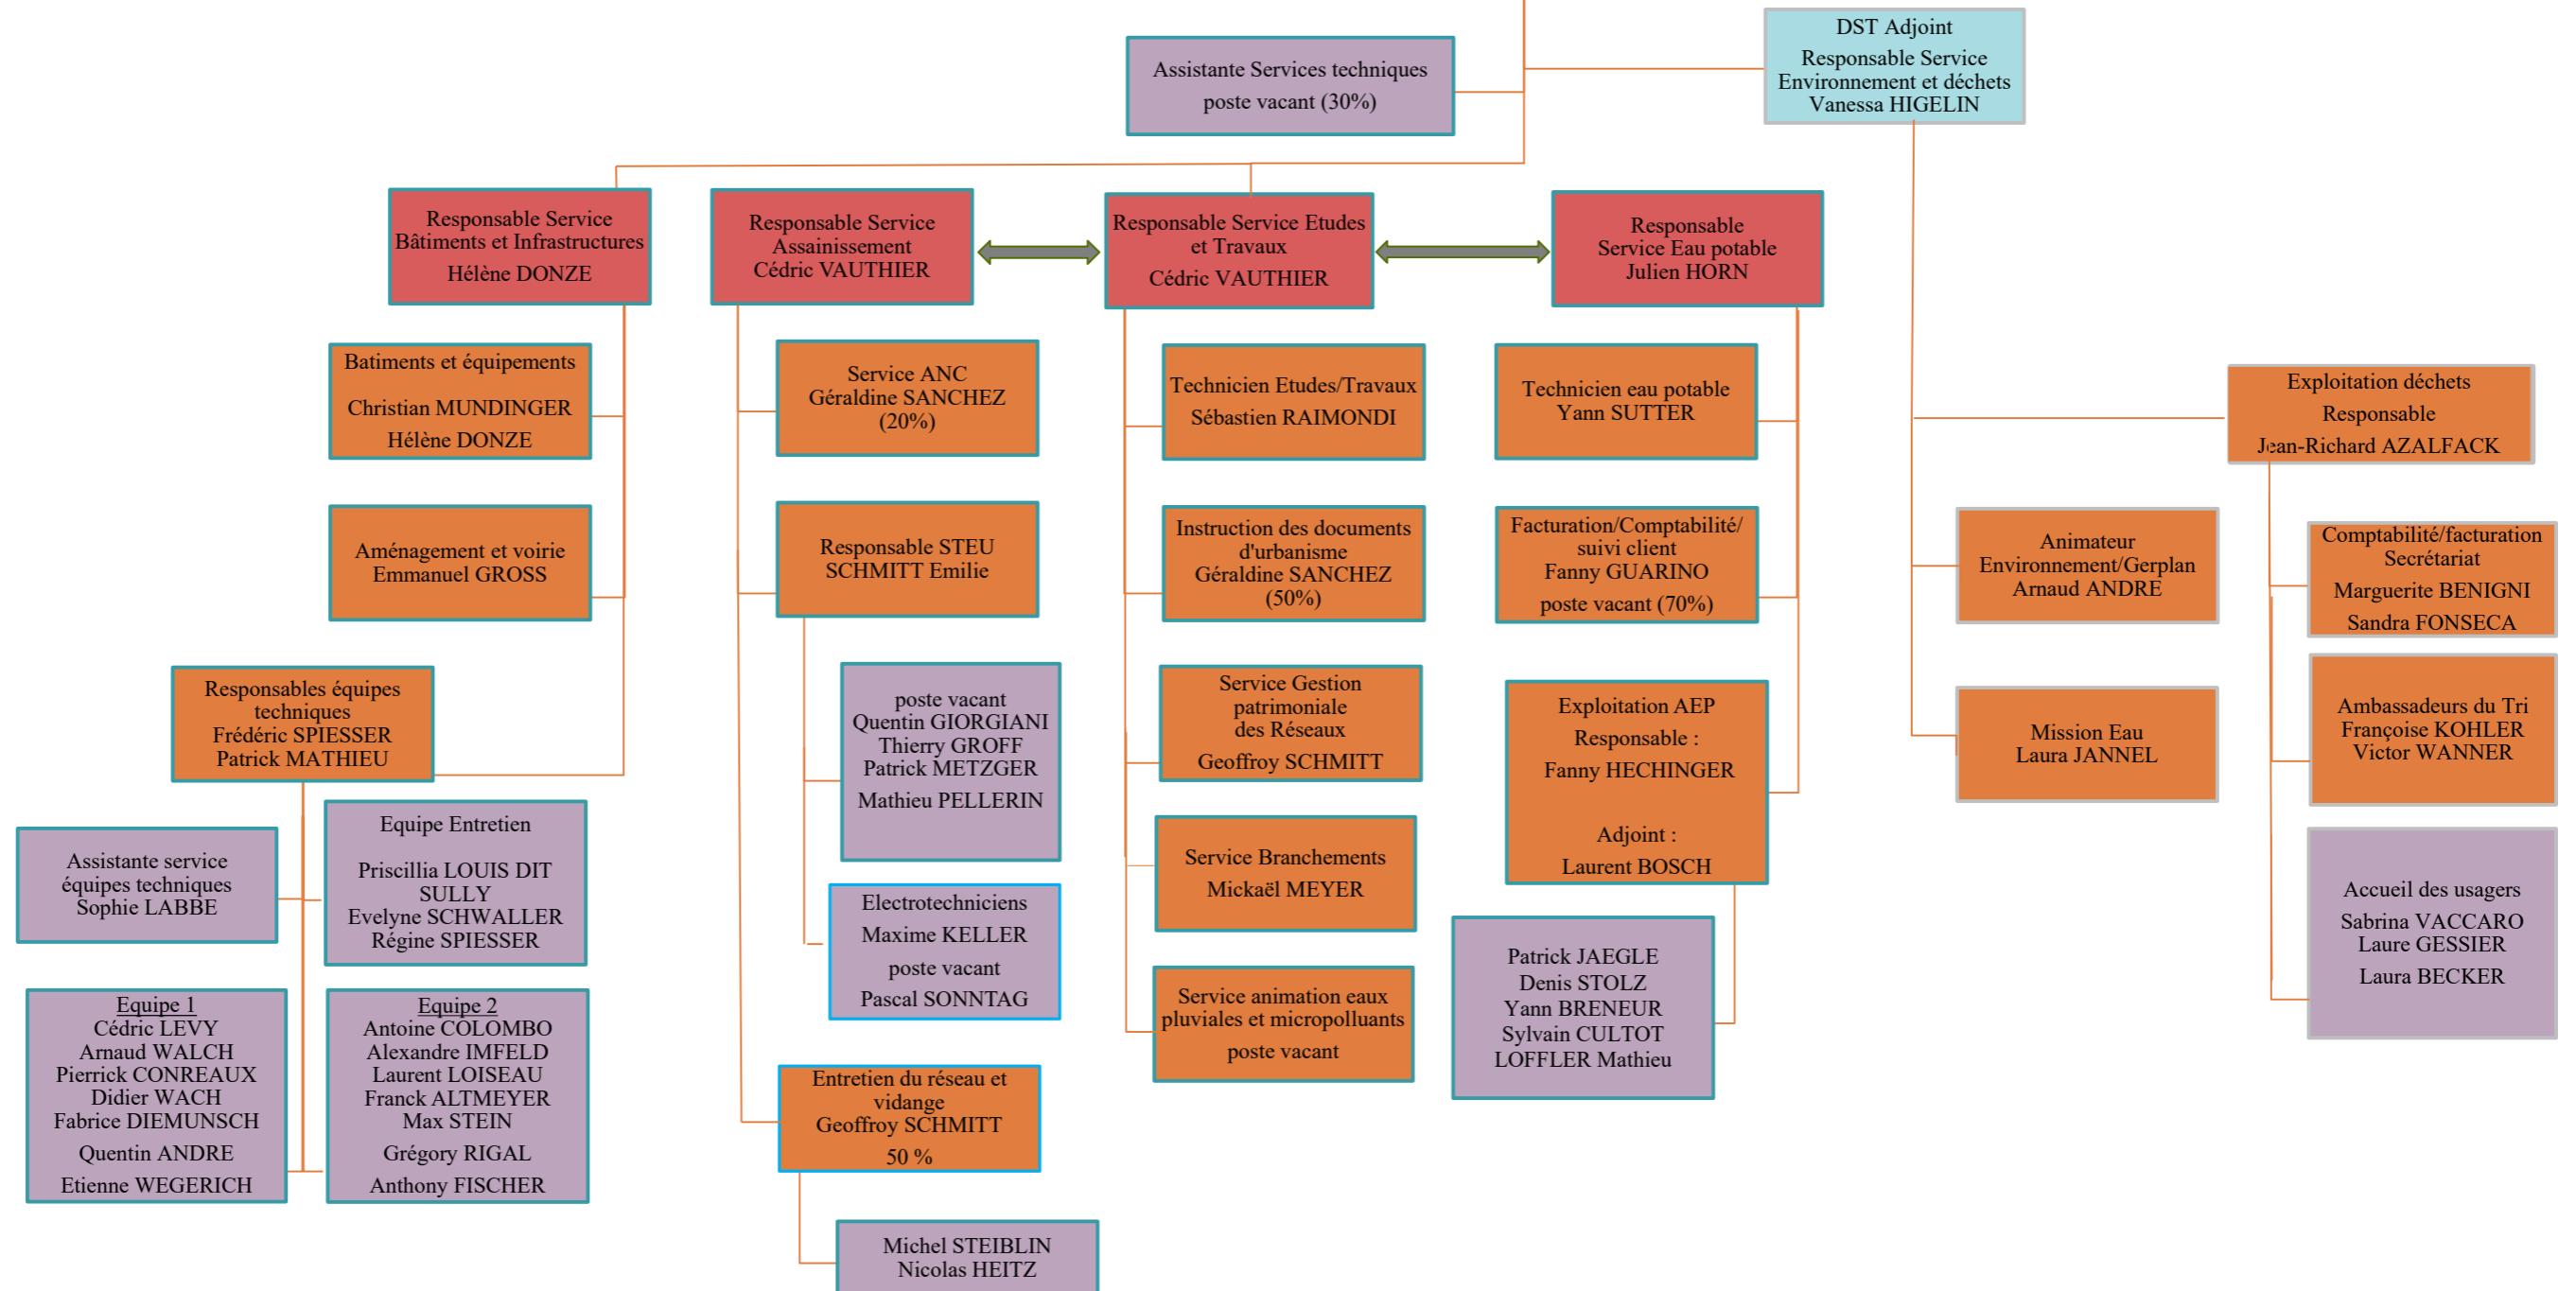 Assistante Services techniques
poste vacant (30%)
DST Adjoint
Responsable Service
Environnement et déchets
Vanessa HIGELIN
Responsable Service
Bâtiments et Infrastructures
Hélène DONZE
Responsable Service
Assainissement
Cédric VAUTHIER
Responsable Service Etudes
et Travaux
Cédric VAUTHIER
Responsable
Service Eau potable
Julien HORN
Batiments et équipements
Christian MUNDINGER
Hélène DONZE
Aménagement et voirie
Emmanuel GROSS
Responsables équipes
techniques
Frédéric SPIESSER
Patrick MATHIEU
Assistante service
équipes techniques
Sophie LABBE
Equipe Entretien
Priscillia LOUIS DIT
SULLY
Evelyne SCHWALLER
Régine SPIESSER
Equipe 1
Cédric LEVY
Arnaud WALCH
Pierrick CONREAUX
Didier WACH
Fabrice DIEMUNSCH
Quentin ANDRE
Etienne WEGERICH
Equipe 2
Antoine COLOMBO
Alexandre IMFELD
Laurent LOISEAU
Franck ALTMEYER
Max STEIN
Grégory RIGAL
Anthony FISCHER
Service ANC
Géraldine SANCHEZ
(20%)
Responsable STEU
SCHMITT Emilie
poste vacant
Quentin GIORGIANI
Thierry GROFF
Patrick METZGER
Mathieu PELLERIN
Electrotechniciens
Maxime KELLER
poste vacant
Pascal SONNTAG
Entretien du réseau et
vidange
Geoffroy SCHMITT
50 %
Michel STEIBLIN
Nicolas HEITZ
Technicien Etudes/Travaux
Sébastien RAIMONDI
Instruction des documents
d'urbanisme
Géraldine SANCHEZ
(50%)
Service Gestion
patrimoniale
des Réseaux
Geoffroy SCHMITT
Service Branchements
Mickaël MEYER
Service animation eaux
pluviales et micropolluants
poste vacant
Technicien eau potable
Yann SUTTER
Facturation/Comptabilité/
suivi client
Fanny GUARINO
poste vacant (70%)
Exploitation AEP
Responsable :
Fanny HECHINGER
Adjoint :
Laurent BOSCH
Patrick JAEGLE
Denis STOLZ
Yann BRENEUR
Sylvain CULTOT
LOFFLER Mathieu
Animateur
Environnement/Gerplan
Arnaud ANDRE
Mission Eau
Laura JANNEL
Exploitation déchets
Responsable
Jean-Richard AZALFACK
Comptabilité/facturation
Secrétariat
Marguerite BENIGNI
Sandra FONSECA
Ambassadeurs du Tri
Françoise KOHLER
Victor WANNER
Accueil des usagers
Sabrina VACCARO
Laure GESSIER
Laura BECKER